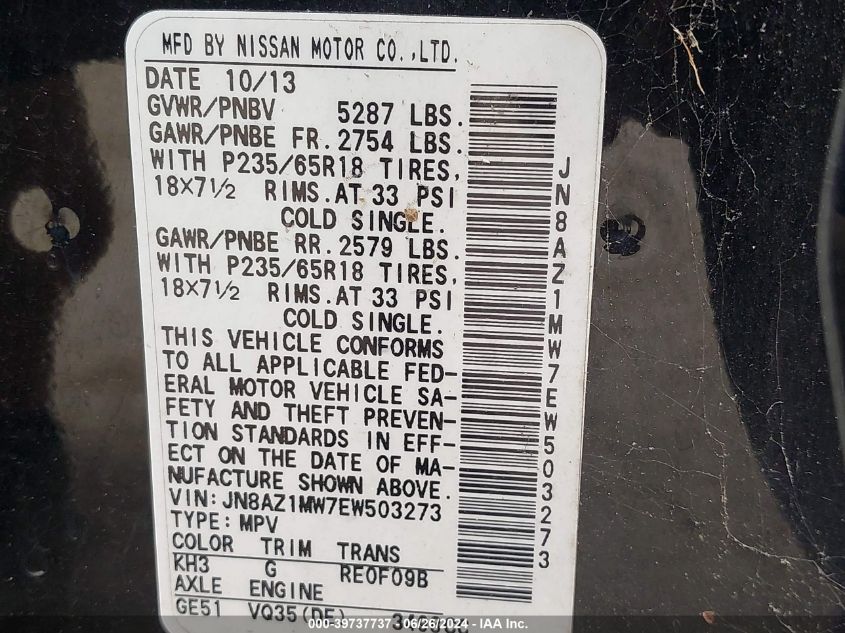 MFD BY NISSAN MOTOR CO.,LTD.
DATE 10/13
GVWR/PNBV 5287 LBS.
GAWR/PNBE FR. 2754 LBS.
WITH P235/65R18 TIRES,
18X7 1/2 RIMS.AT 33 PSI
COLD SINGLE.
GAWR/PNBE RR. 2579 LBS.
WITH P235/65R18 TIRES,
18X7 1/2 RIMS.AT 33 PSI
COLD SINGLE.
THIS VEHICLE CONFORMS
TO ALL APPLICABLE FED-
ERAL MOTOR VEHICLE SA-
FETY AND THEFT PREVEN-
TION STANDARDS IN EFF-
ECT ON THE DATE OF MA-
NUFACTURE SHOWN ABOVE.
VIN: JN8AZ1MW7EW503273
TYPE: MPV
COLOR TRIM TRANS
KH3 G RE0F09B
AXLE ENGINE
GE51 VQ35(DE)
JN8AZ1MW7EW503273
000-39737737 - 06/26/2024 - IAA Inc.